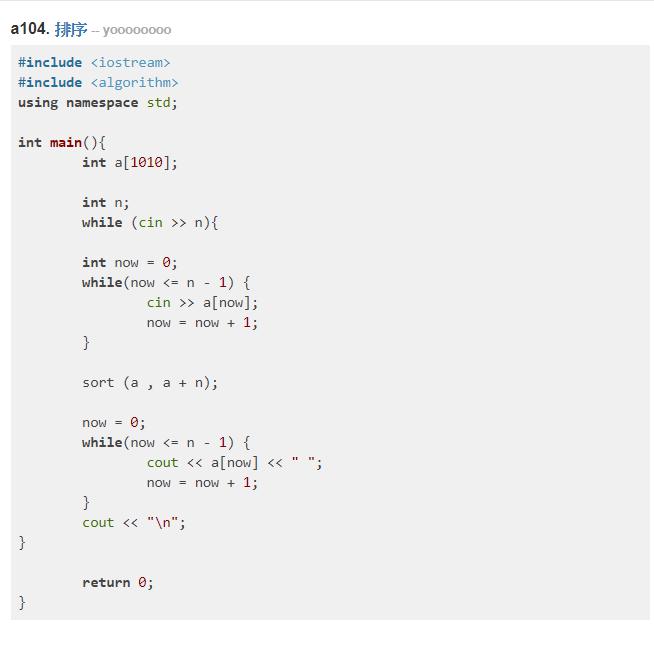 a104. 排序 -- yoooooooo
#include <iostream>
#include <algorithm>
using namespace std;
int main(){
int a[1010];
int n;
while (cin >> n){
int now = 0;
while(now <= n - 1) {
cin >> a[now];
now = now + 1;
}
sort (a , a + n);
now = 0;
while(now <= n - 1) {
cout << a[now] << " ";
now = now + 1;
}
cout << "\n";
}
return 0;
}